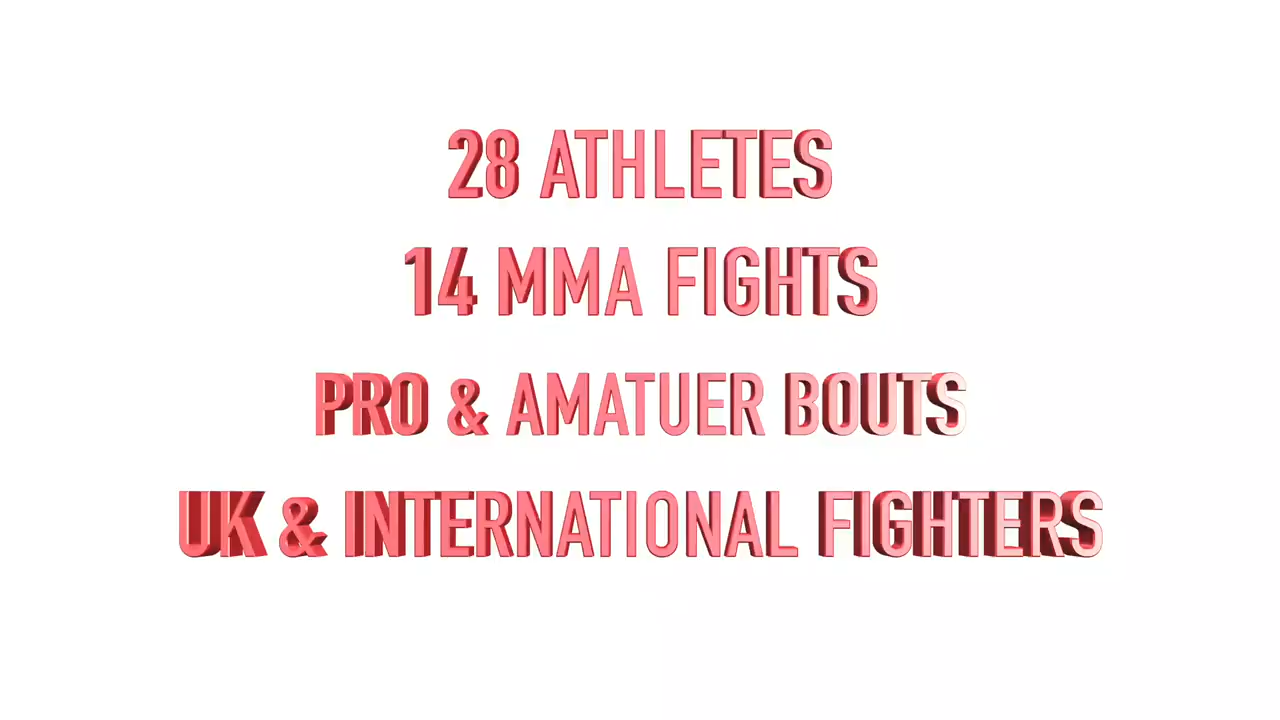 28 ATHLETES
14 MMA FIGHTS
PRO & AMATUER BOUTS
UK & INTERNATIONAL FIGHTERS